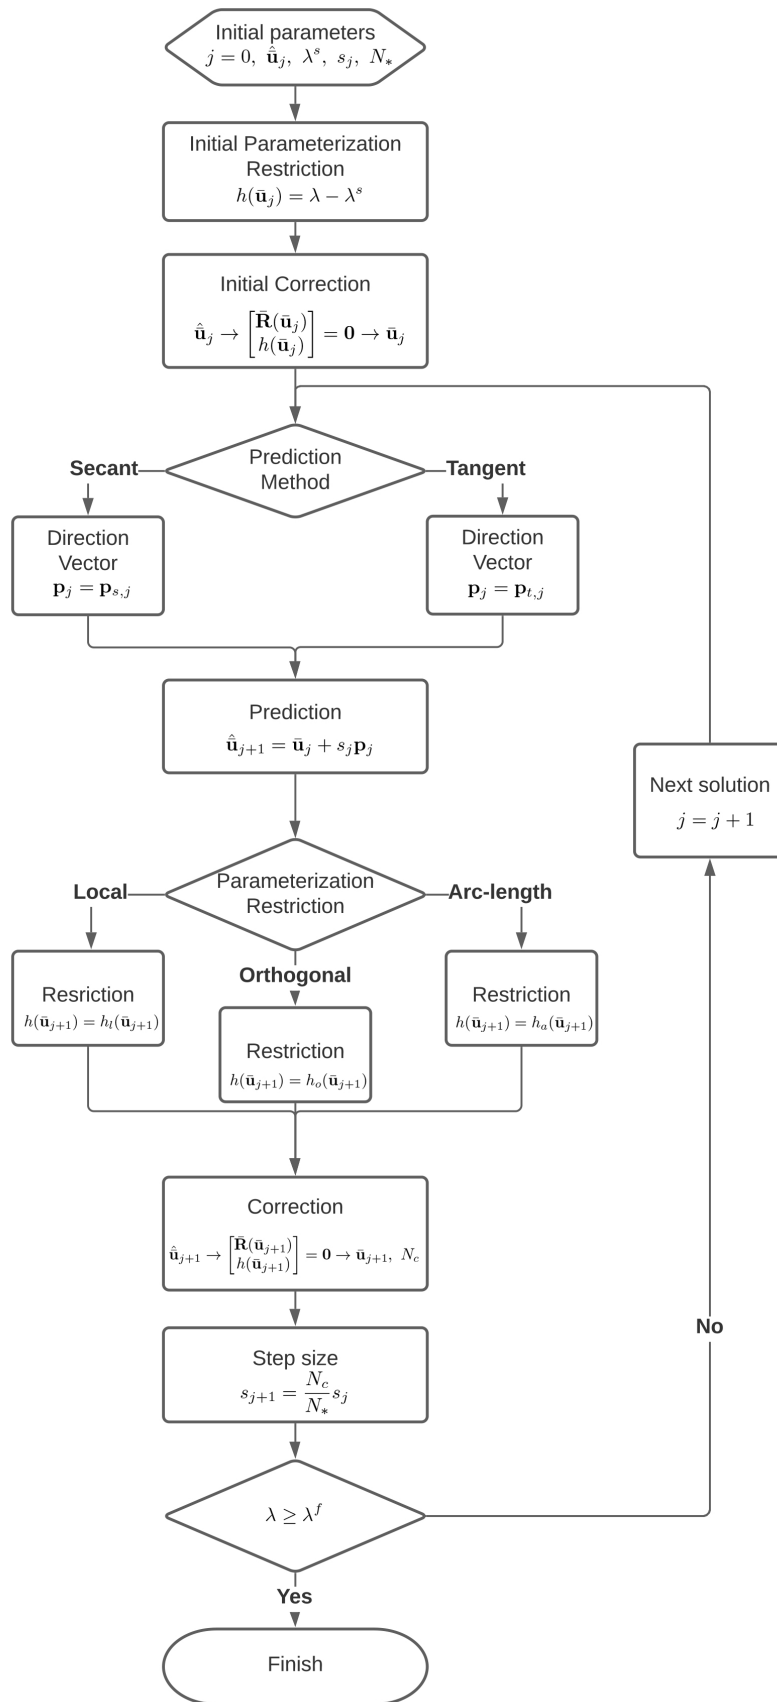 Initial parameters
j = 0, û̄_j, λ^s, s_j, N_*
Initial Parameterization
Restriction
h(ū_j) = λ − λ^s
Initial Correction
û̄_j → [R̄(ū_j)
h(ū_j)] = 0 → ū_j
Prediction
Method
Secant
Tangent
Direction
Vector
p_j = p_{s,j}
Direction
Vector
p_j = p_{t,j}
Prediction
û̄_{j+1} = ū_j + s_j p_j
Next solution
j = j + 1
Parameterization
Restriction
Local
Arc-length
Orthogonal
Resriction
h(ū_{j+1}) = h_l(ū_{j+1})
Restriction
h(ū_{j+1}) = h_a(ū_{j+1})
Restriction
h(ū_{j+1}) = h_o(ū_{j+1})
Correction
û̄_{j+1} → [R̄(ū_{j+1})
h(ū_{j+1})] = 0 → ū_{j+1}, N_c
No
Step size
s_{j+1} = N_c/N_* s_j
λ ≥ λ^f
Yes
Finish